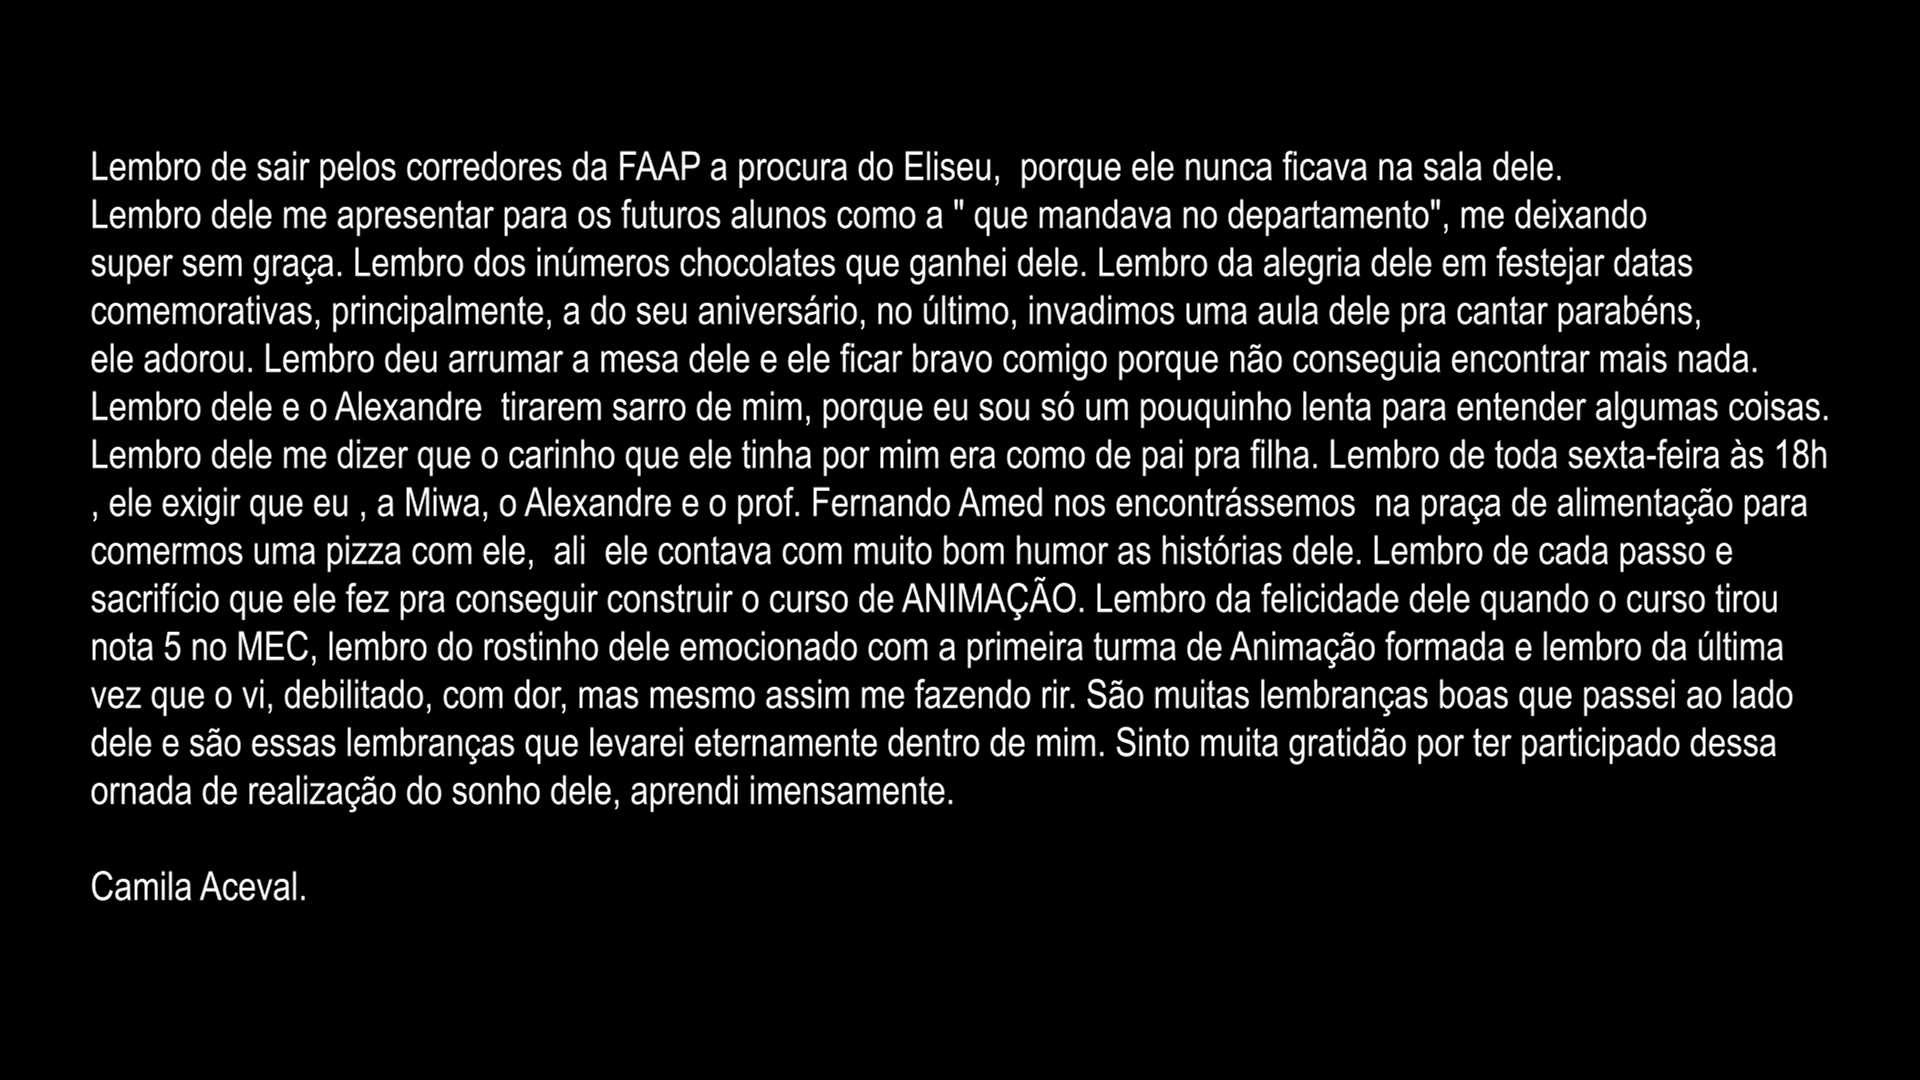 Lembro de sair pelos corredores da FAAP a procura do Eliseu,  porque ele nunca ficava na sala dele.
Lembro dele me apresentar para os futuros alunos como a " que mandava no departamento", me deixando
super sem graça. Lembro dos inúmeros chocolates que ganhei dele. Lembro da alegria dele em festejar datas
comemorativas, principalmente, a do seu aniversário, no último, invadimos uma aula dele pra cantar parabéns,
ele adorou. Lembro deu arrumar a mesa dele e ele ficar bravo comigo porque não conseguia encontrar mais nada.
Lembro dele e o Alexandre  tirarem sarro de mim, porque eu sou só um pouquinho lenta para entender algumas coisas.
Lembro dele me dizer que o carinho que ele tinha por mim era como de pai pra filha. Lembro de toda sexta-feira às 18h
, ele exigir que eu , a Miwa, o Alexandre e o prof. Fernando Amed nos encontrássemos  na praça de alimentação para
comermos uma pizza com ele,  ali  ele contava com muito bom humor as histórias dele. Lembro de cada passo e
sacrifício que ele fez pra conseguir construir o curso de ANIMAÇÃO. Lembro da felicidade dele quando o curso tirou
nota 5 no MEC, lembro do rostinho dele emocionado com a primeira turma de Animação formada e lembro da última
vez que o vi, debilitado, com dor, mas mesmo assim me fazendo rir. São muitas lembranças boas que passei ao lado
dele e são essas lembranças que levarei eternamente dentro de mim. Sinto muita gratidão por ter participado dessa
ornada de realização do sonho dele, aprendi imensamente.
Camila Aceval.